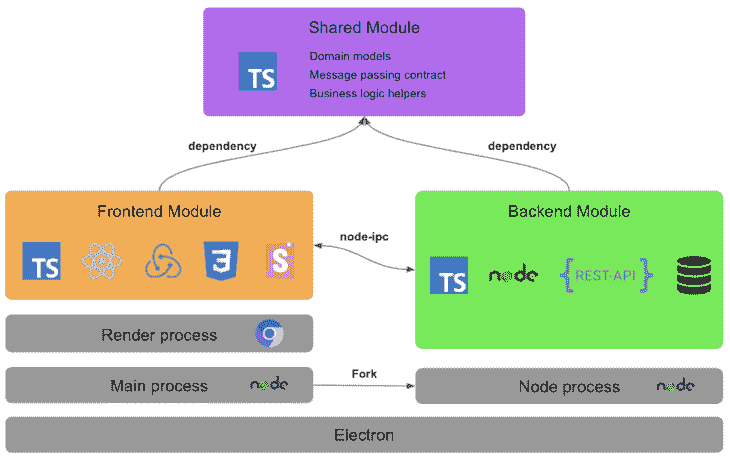 Shared Module
TS
Domain models
Message passing contract
Business logic helpers
dependency
dependency
Frontend Module
Backend Module
node-ipc
TS
3
S
TS
node
{ REST-API }
Render process
Main process
node
Fork
Node process
node
Electron